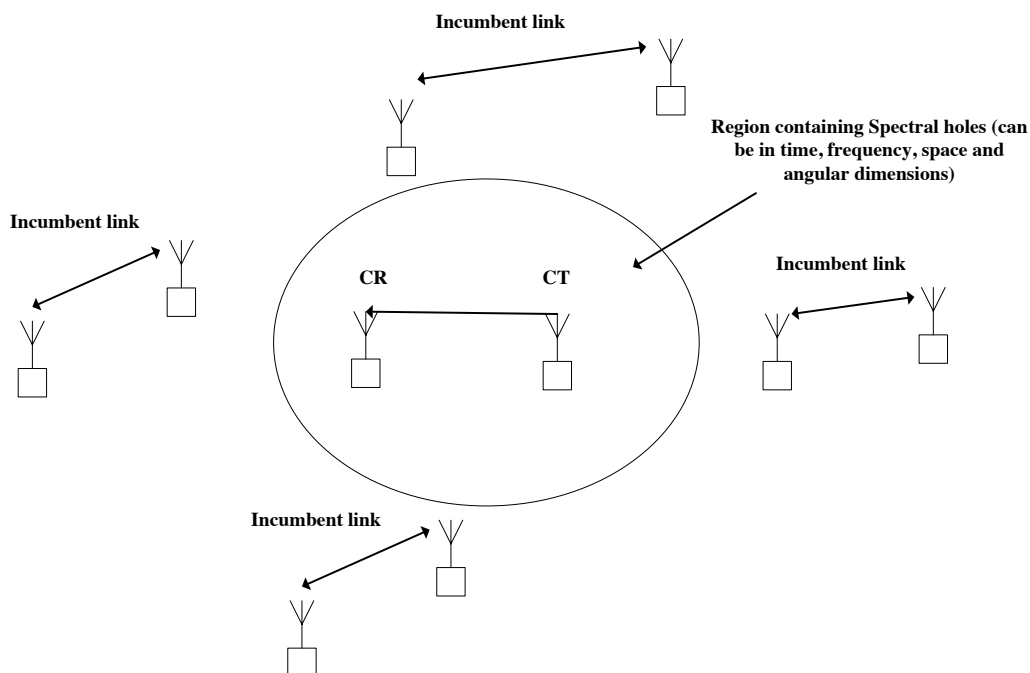 Incumbent link
Region containing Spectral holes (can
be in time, frequency, space and
angular dimensions)
Incumbent link
Incumbent link
CR
CT
Incumbent link